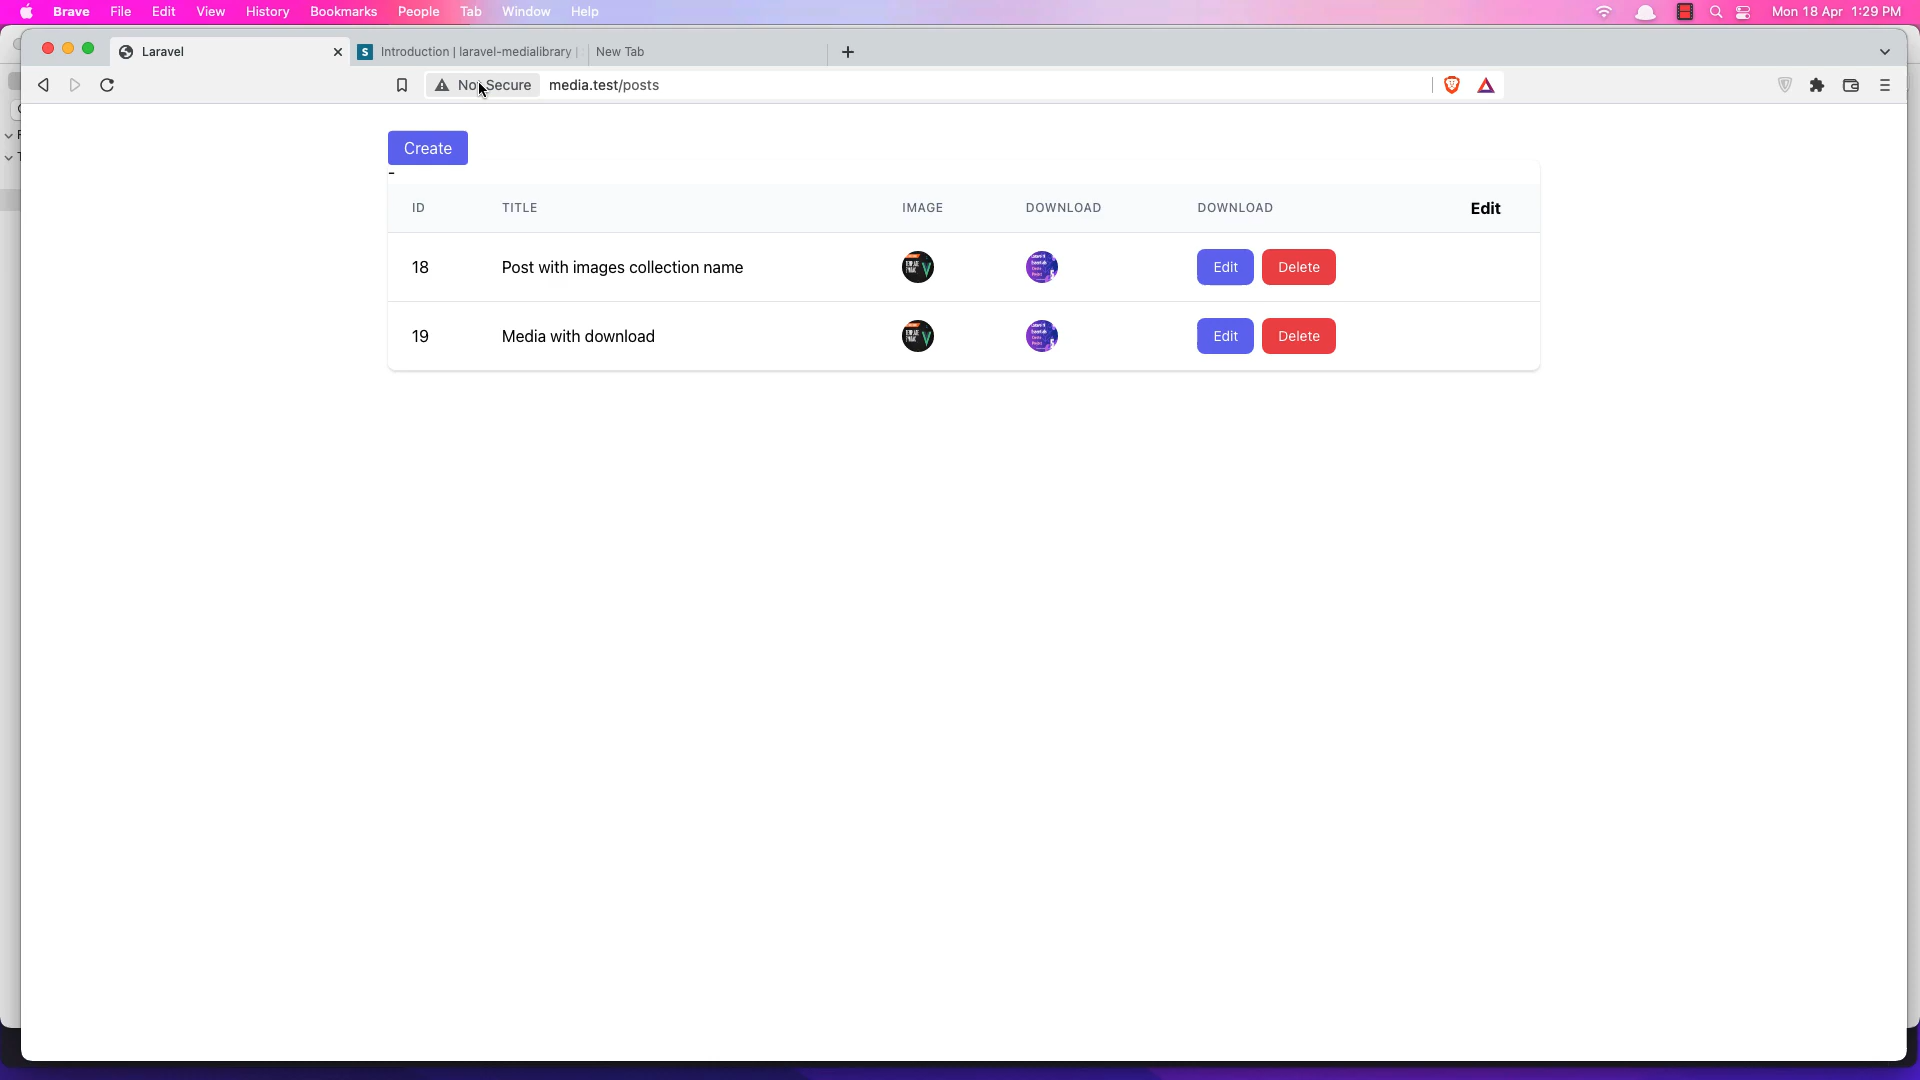 Brave File Edit View History Bookmarks People Tab Window Help Mon 18 Apr 1:29 PM
Laravel S Introduction | laravel-medialibrary | New Tab
Not Secure media.test/posts
Create
-
ID TITLE IMAGE DOWNLOAD DOWNLOAD Edit
18 Post with images collection name Edit Delete
19 Media with download Edit Delete